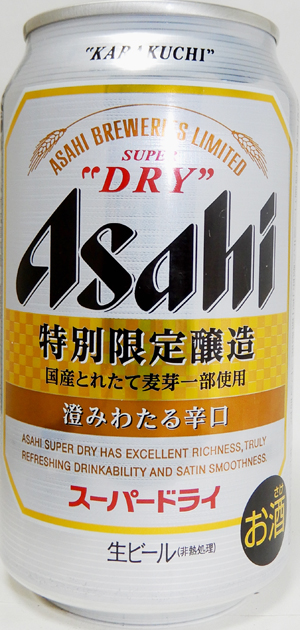 "KARAKUCHI"
ASAHI BREWERIES LIMITED
SUPER
"DRY"
Asahi
特別限定醸造
国産とれたて麦芽一部使用
澄みわたる辛口
ASAHI SUPER DRY HAS EXCELLENT RICHNESS, TRULY
REFRESHING DRINKABILITY AND SATIN SMOOTHNESS.
スーパードライ
さけ
お酒
生ビール(非熱処理)